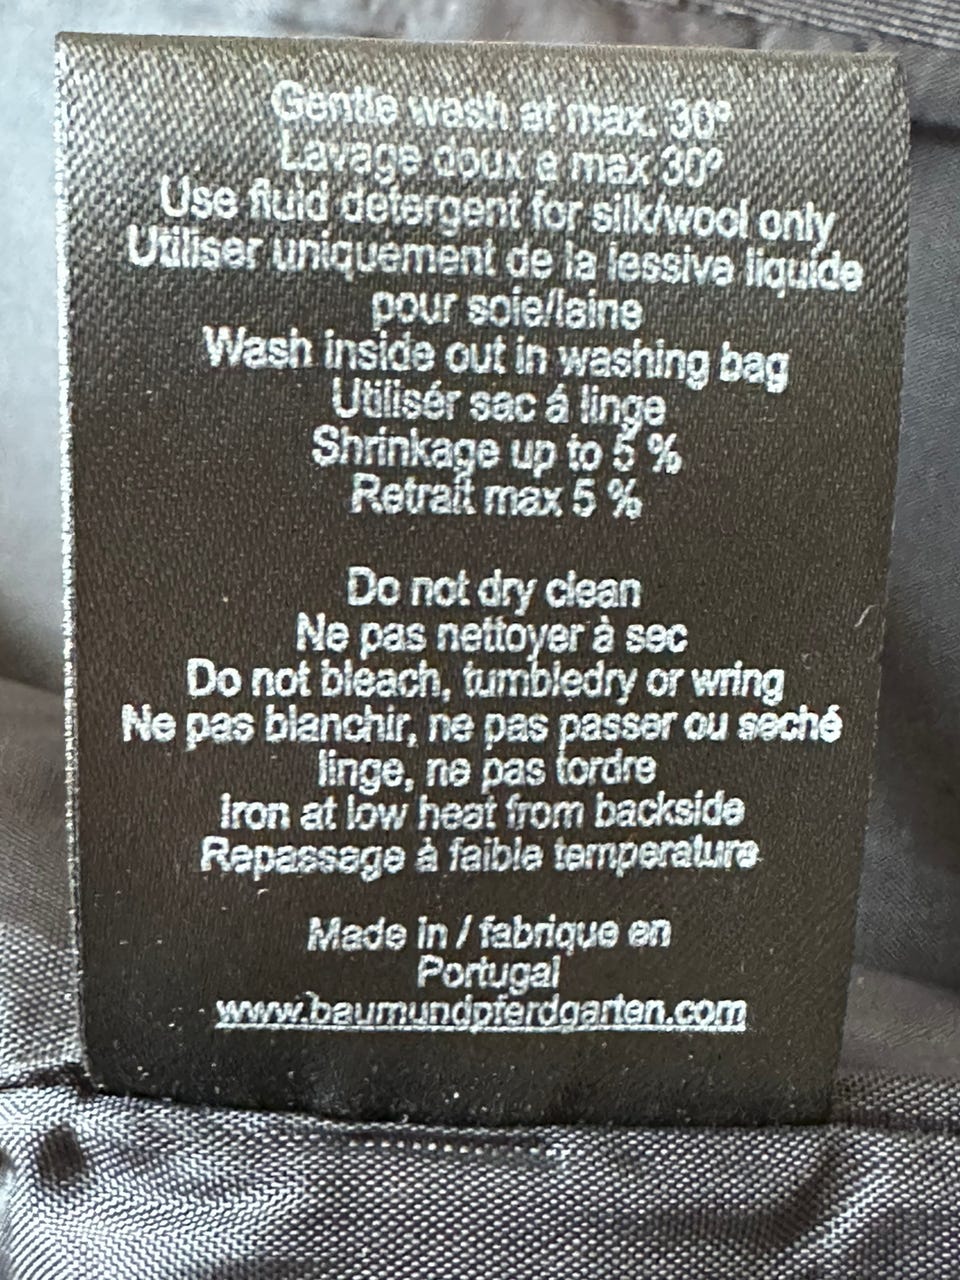 Gentle wash at max. 30°
Lavage doux a max 30º
Use fluid detergent for silk/wool only
Utiliser uniquement de la lessive liquide
pour soie/laine
Wash inside out in washing bag
Utilisér sac á linge
Shrinkage up to 5 %
Retrait max 5 %
Do not dry clean
Ne pas nettoyer à sec
Do not bleach, tumbledry or wring
Ne pas blanchir, ne pas passer ou seché
linge, ne pas tordre
Iron at low heat from backside
Repassage à faible temperature
Made in / fabrique en
Portugal
www.baumundpferdgarten.com